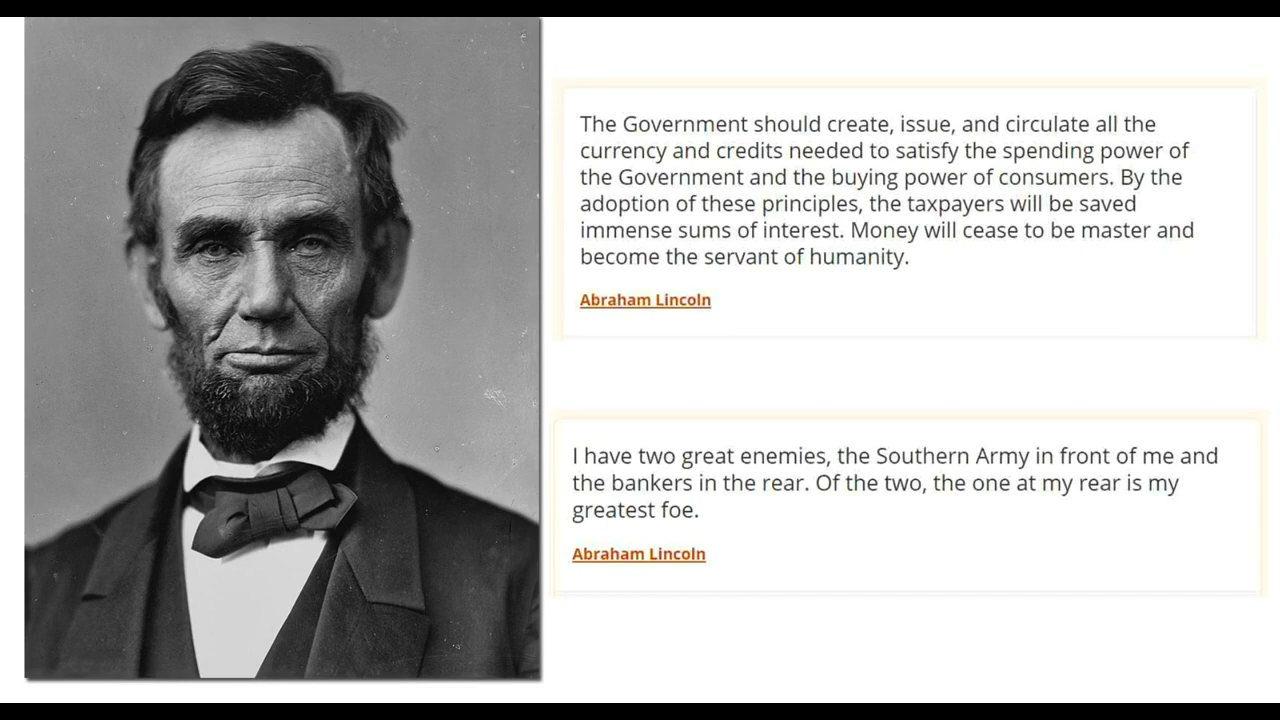 The Government should create, issue, and circulate all the
currency and credits needed to satisfy the spending power of
the Government and the buying power of consumers. By the
adoption of these principles, the taxpayers will be saved
immense sums of interest. Money will cease to be master and
become the servant of humanity.
Abraham Lincoln
I have two great enemies, the Southern Army in front of me and
the bankers in the rear. Of the two, the one at my rear is my
greatest foe.
Abraham Lincoln